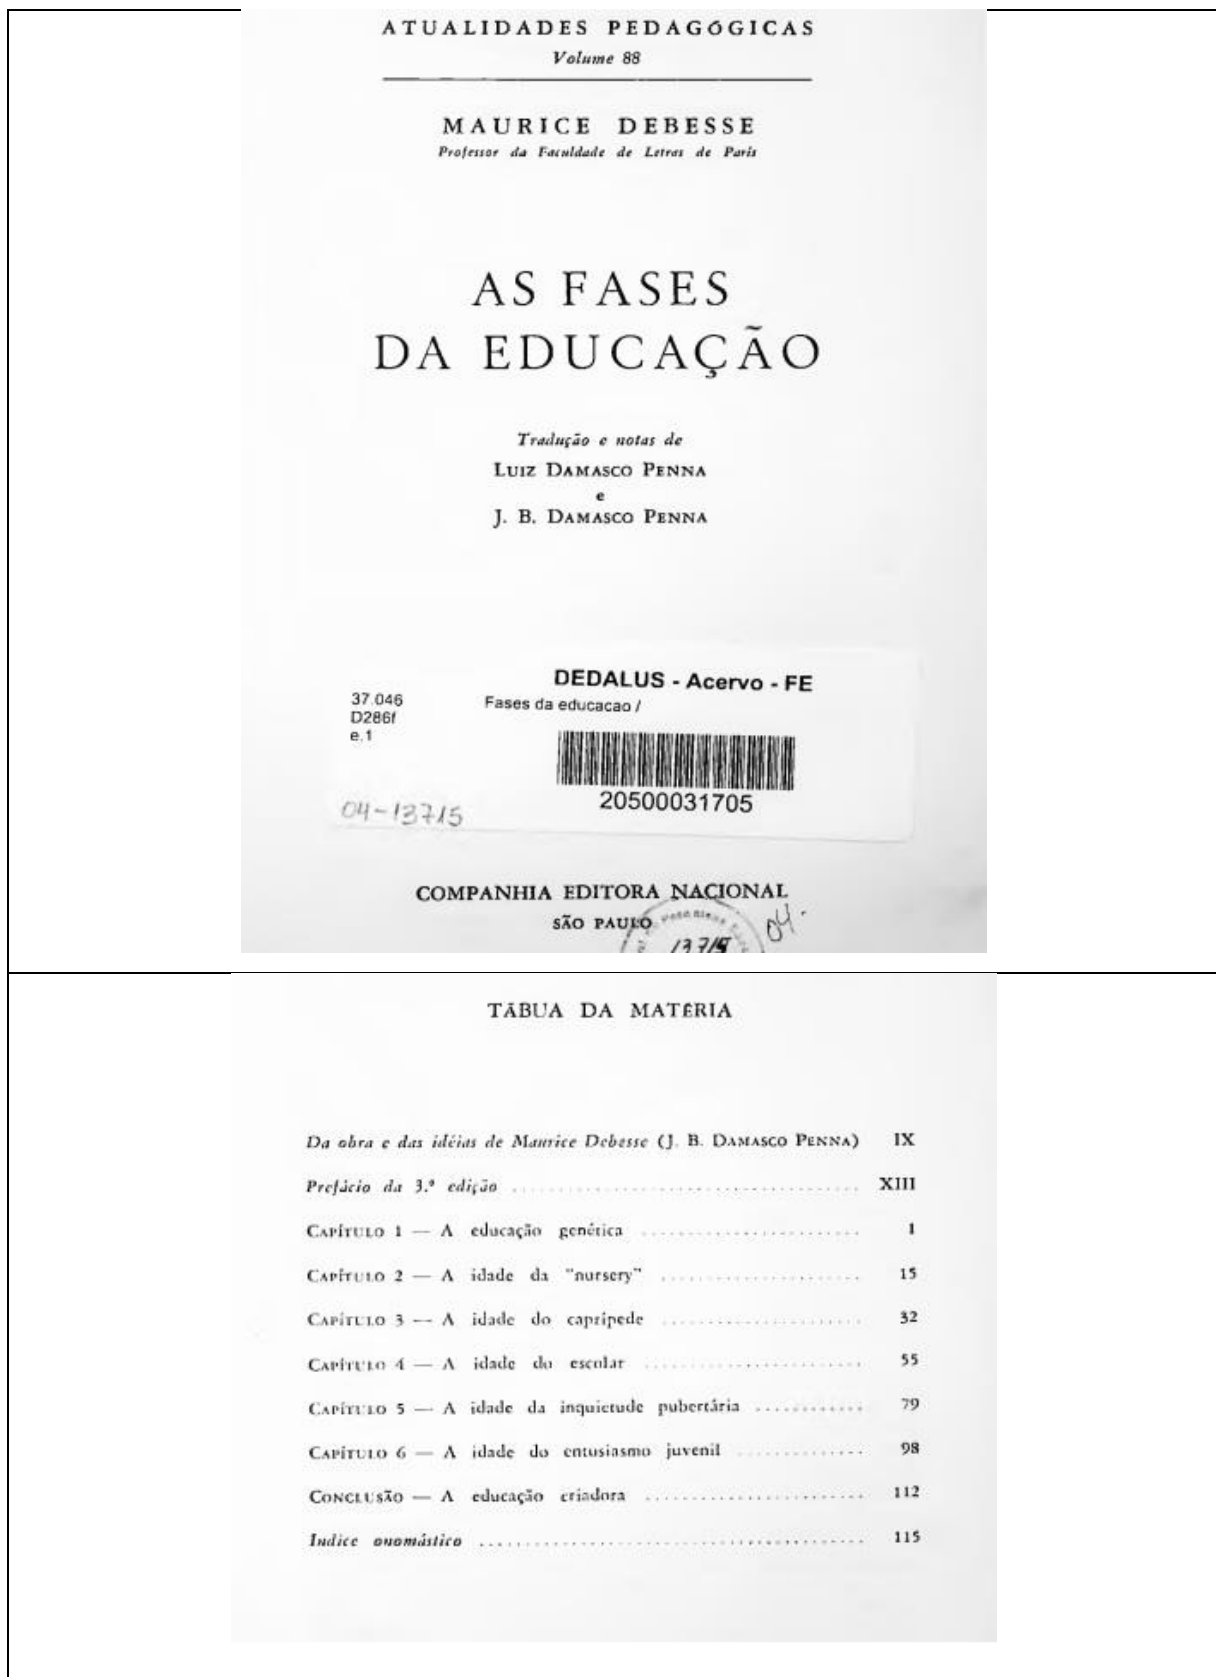 ATUALIDADES PEDAGÓGICAS
Volume 88
MAURICE DEBESSE
Professor da Faculdade de Letras de Paris
AS FASES
DA EDUCAÇÃO
Tradução e notas de
LUIZ DAMASCO PENNA
e
J. B. DAMASCO PENNA
DEDALUS - Acervo - FE
37.046
D286f
e.1
Fases da educacao /
20500031705
04-13715
COMPANHIA EDITORA NACIONAL
SÃO PAULO
04.
13715
TÁBUA DA MATÉRIA
Da obra e das idéias de Maurice Debesse (J. B. DAMASCO PENNA) IX
Prefácio da 3.ª edição ........ XIII
CAPÍTULO 1 — A educação genética ........ 1
CAPÍTULO 2 — A idade da "nursery" ........ 15
CAPÍTULO 3 — A idade do caprípede ........ 32
CAPÍTULO 4 — A idade do escolar ........ 55
CAPÍTULO 5 — A idade da inquietude pubertária ........ 79
CAPÍTULO 6 — A idade do entusiasmo juvenil ........ 98
CONCLUSÃO — A educação criadora ........ 112
Índice onomástico ........ 115